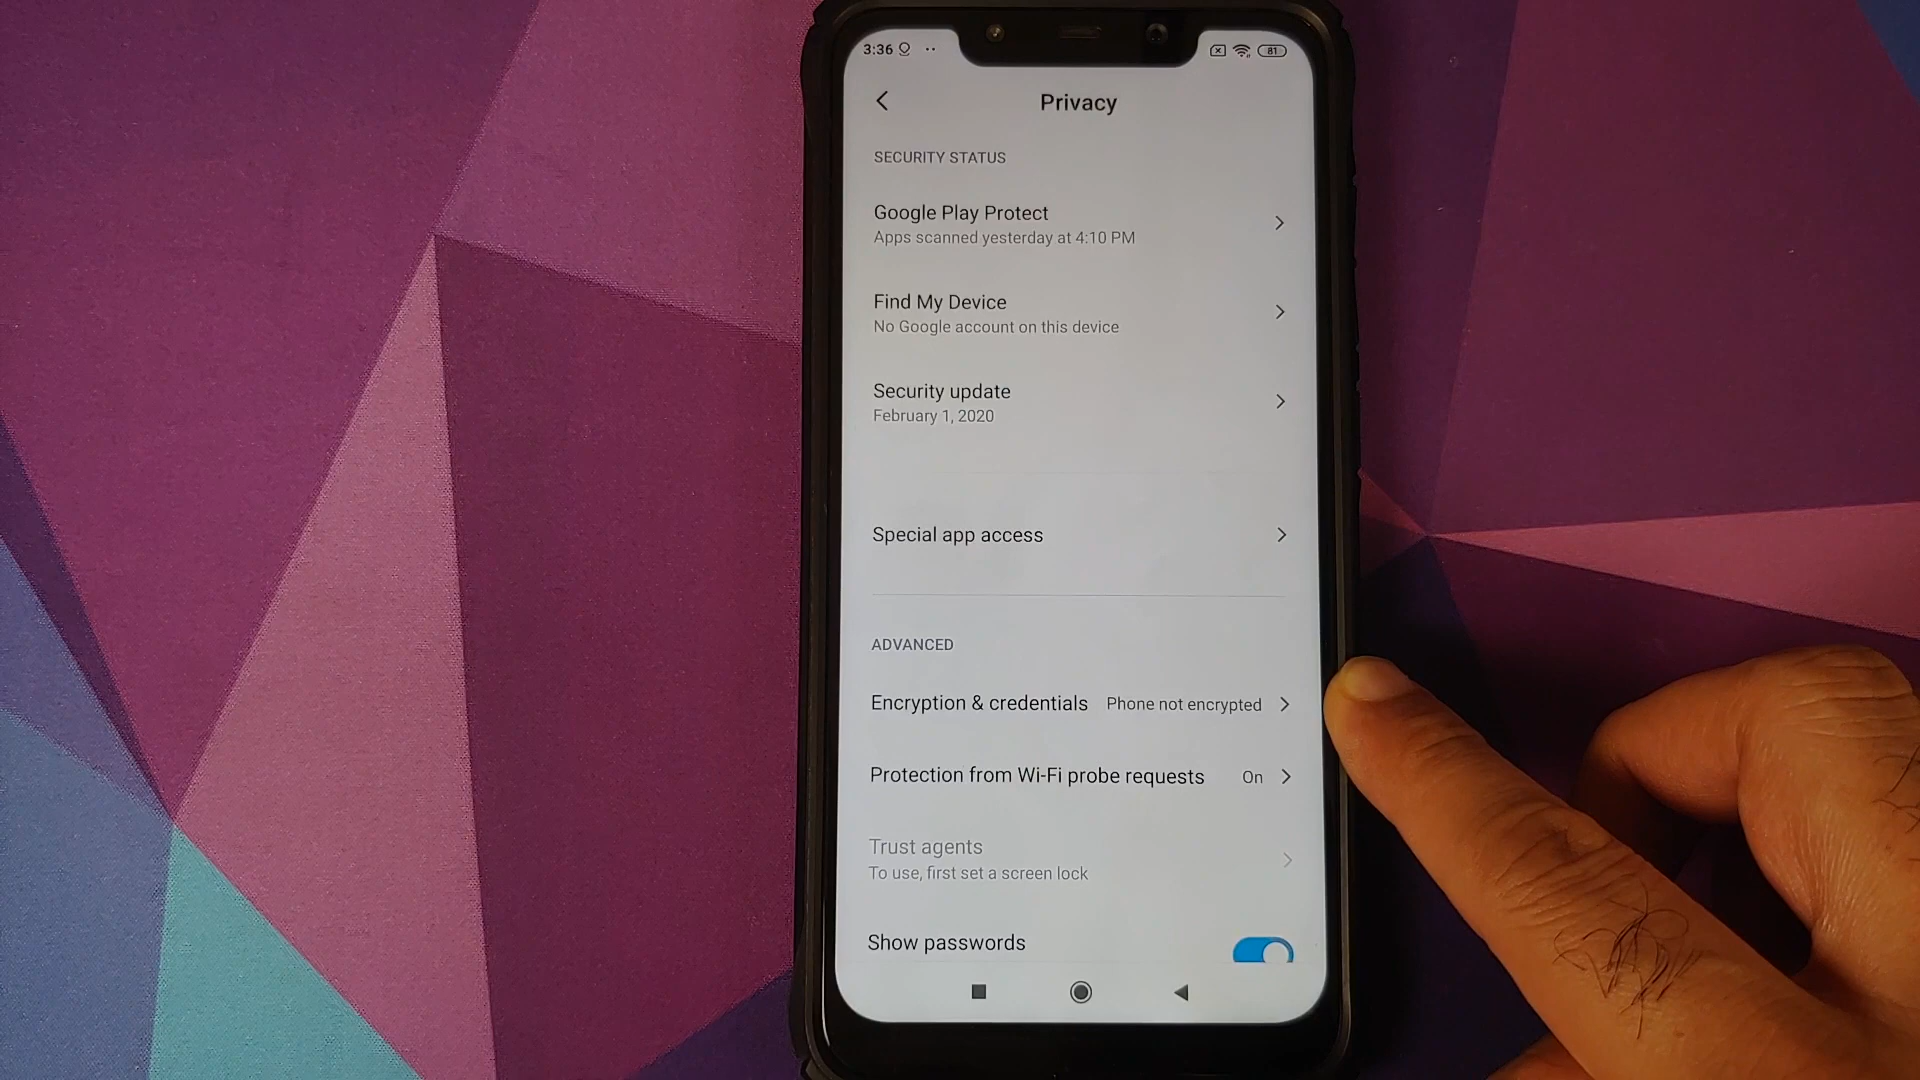 3:36
81
Privacy
SECURITY STATUS
Google Play Protect
Apps scanned yesterday at 4:10 PM
Find My Device
No Google account on this device
Security update
February 1, 2020
Special app access
ADVANCED
Encryption & credentials Phone not encrypted
Protection from Wi-Fi probe requests On
Trust agents
To use, first set a screen lock
Show passwords